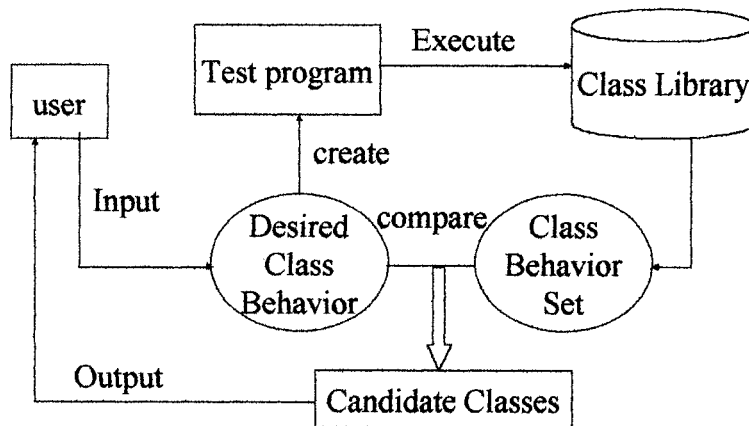 Execute
Test program
Class Library
user
create
Input
Desired
Class
Behavior
compare
Class
Behavior
Set
Output
Candidate Classes